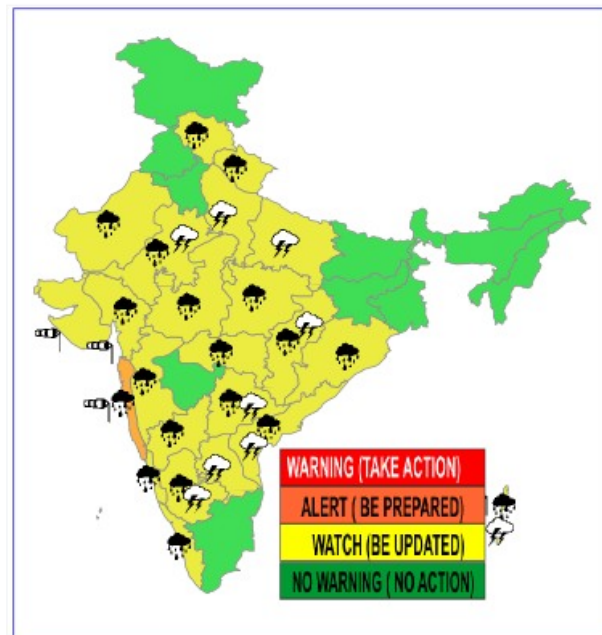 WARNING (TAKE ACTION)
ALERT ( BE PREPARED)
WATCH (BE UPDATED)
NO WARNING ( NO ACTION)